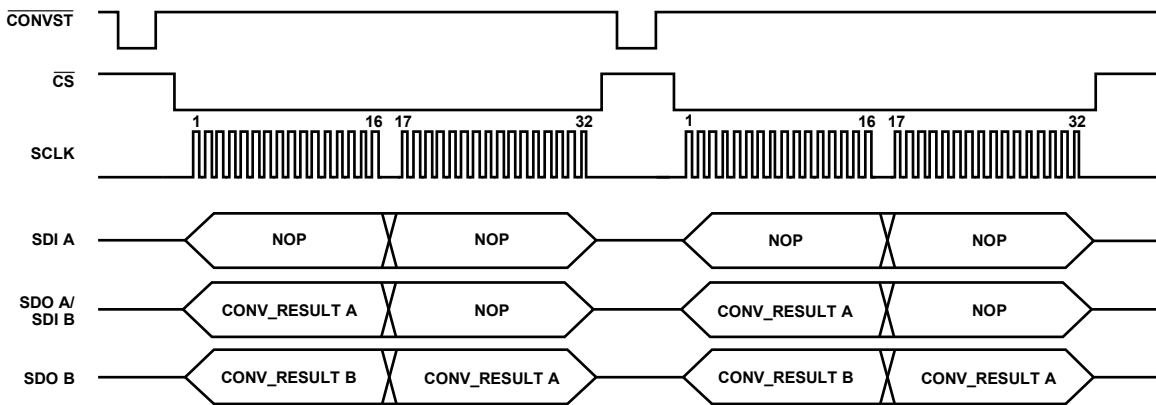 CONVST
CS
1 16 17 32 1 16 17 32
SCLK
SDI A NOP NOP NOP NOP
SDO A/
SDI B CONV_RESULT A NOP CONV_RESULT A NOP
SDO B CONV_RESULT B CONV_RESULT A CONV_RESULT B CONV_RESULT A